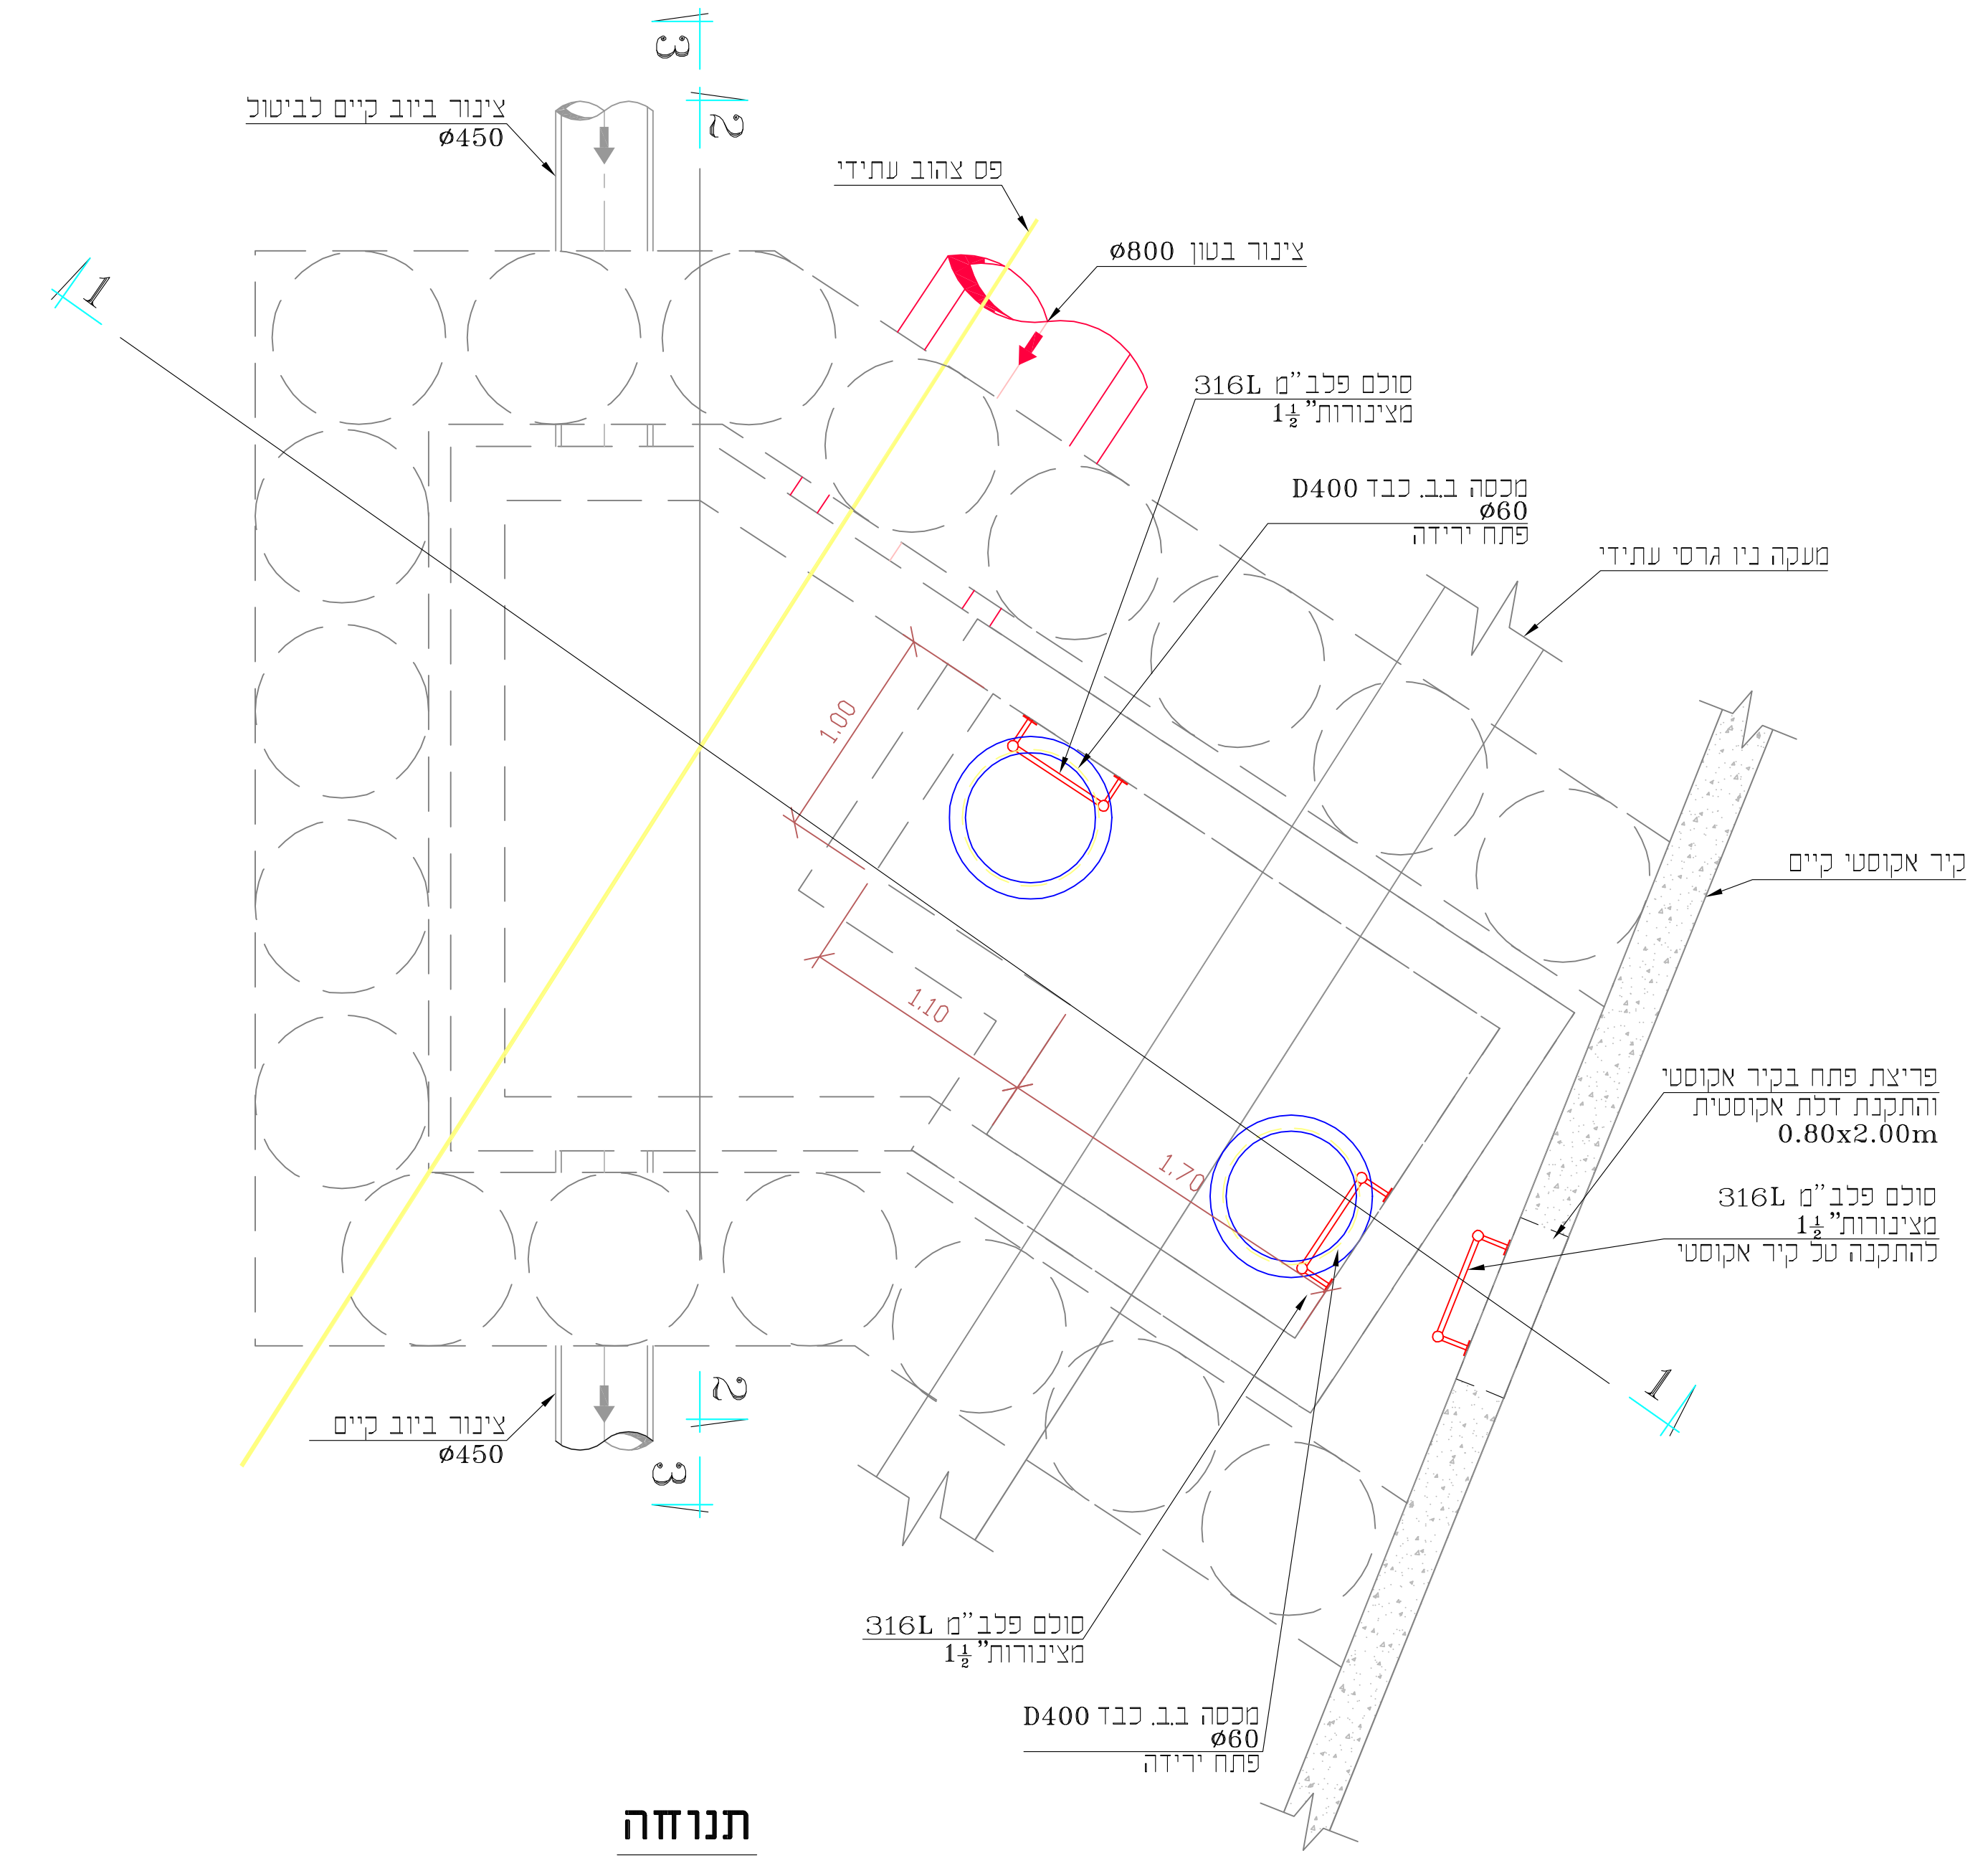 3
2
צינור ביוב קיים לביטול
ø450
פס צהוב עתידי
צינור בטון ø800
1
סולם פלב"מ 316L
מצינורות "1½
מכסה ב.ב. כבד D400
ø60
פתח ירידה
מעקה ניו גרסי עתידי
1.00
קיר אקוסטי קיים
1.10
פריצת פתח בקיר אקוסטי
והתקנת דלת אקוסטית
0.80x2.00m
1.70
סולם פלב"מ 316L
מצינורות "1½
להתקנה טל קיר אקוסטי
2
1
צינור ביוב קיים
ø450
3
סולם פלב"מ 316L
מצינורות "1½
מכסה ב.ב. כבד D400
ø60
פתח ירידה
תנוחה